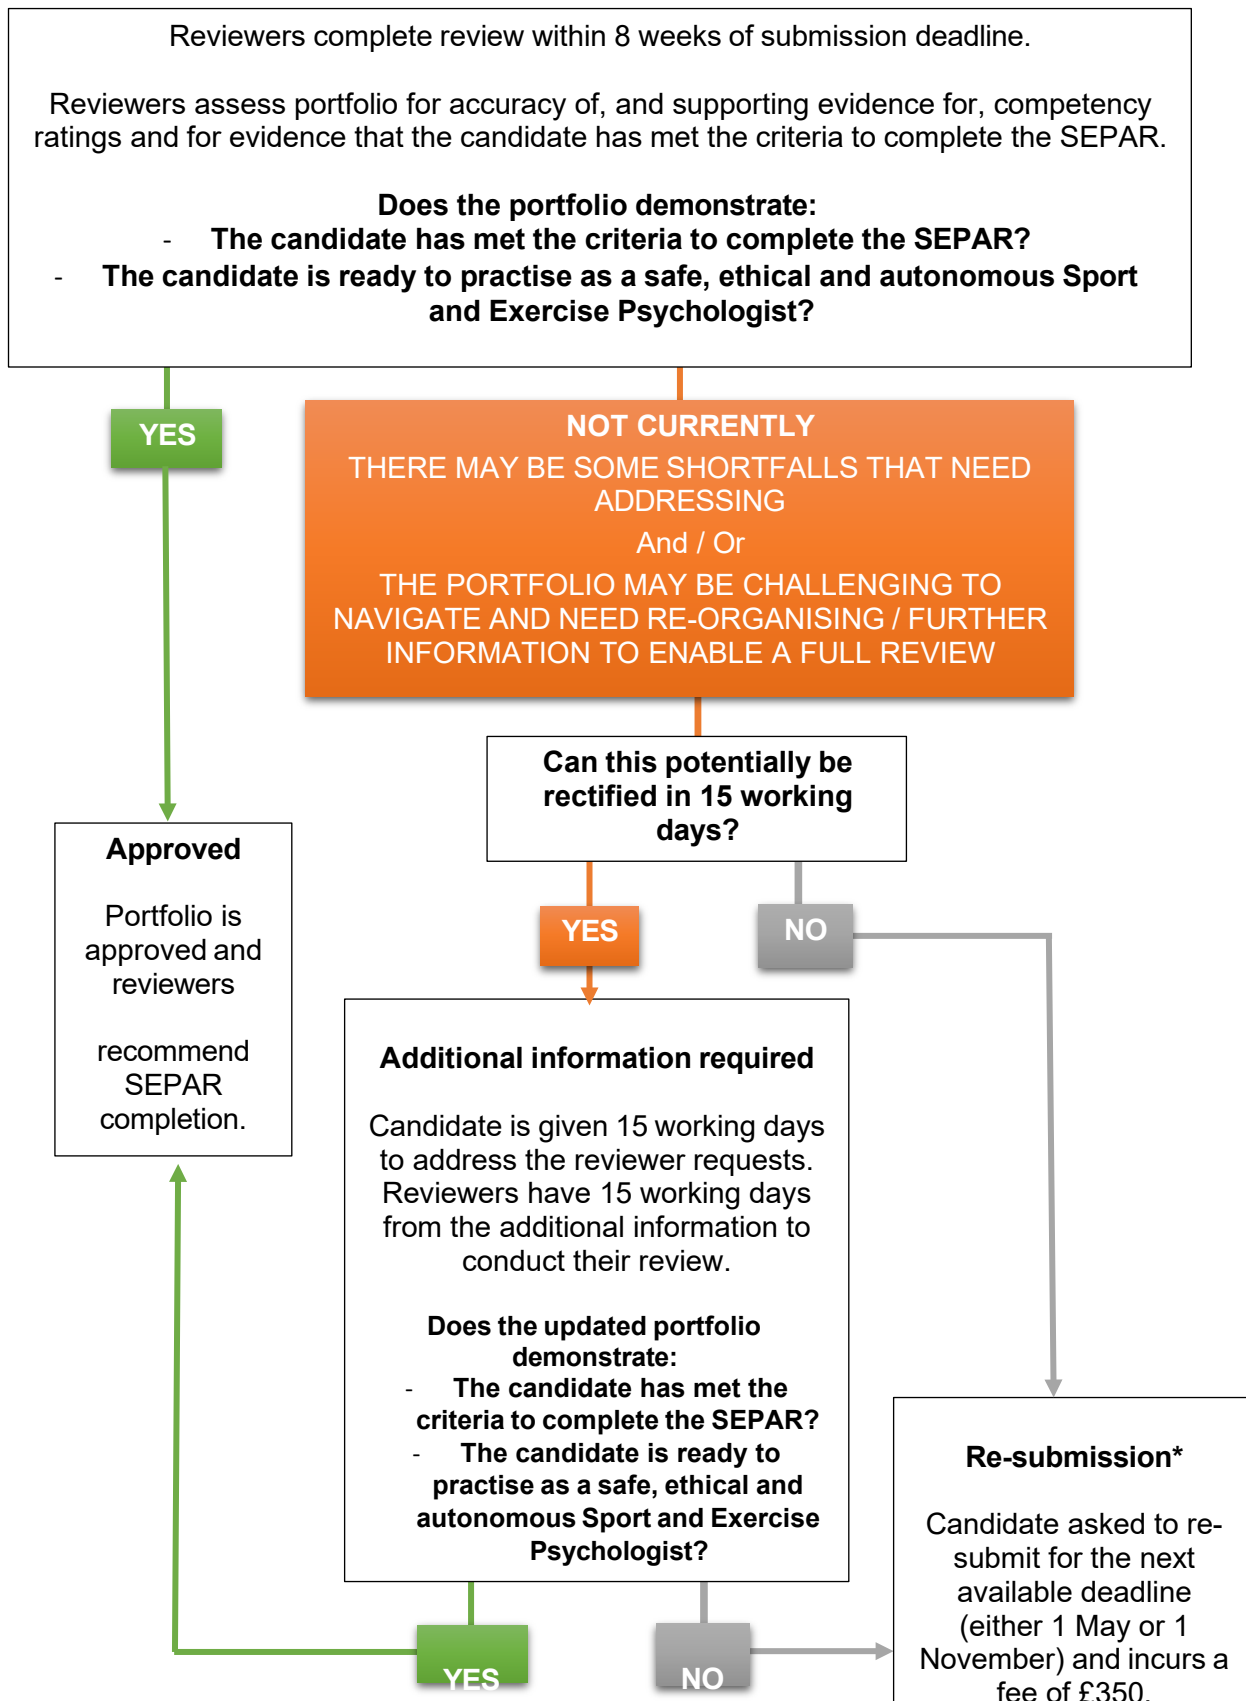 Reviewers complete review within 8 weeks of submission deadline.
Reviewers assess portfolio for accuracy of, and supporting evidence for, competency
ratings and for evidence that the candidate has met the criteria to complete the SEPAR.
Does the portfolio demonstrate:
- The candidate has met the criteria to complete the SEPAR?
- The candidate is ready to practise as a safe, ethical and autonomous Sport
and Exercise Psychologist?
YES
NOT CURRENTLY
THERE MAY BE SOME SHORTFALLS THAT NEED
ADDRESSING
And / Or
THE PORTFOLIO MAY BE CHALLENGING TO
NAVIGATE AND NEED RE-ORGANISING / FURTHER
INFORMATION TO ENABLE A FULL REVIEW
Can this potentially be
rectified in 15 working
days?
Approved
Portfolio is
approved and
reviewers
recommend
SEPAR
completion.
YES
NO
Additional information required
Candidate is given 15 working days
to address the reviewer requests.
Reviewers have 15 working days
from the additional information to
conduct their review.
Does the updated portfolio
demonstrate:
- The candidate has met the
criteria to complete the SEPAR?
- The candidate is ready to
practise as a safe, ethical and
autonomous Sport and Exercise
Psychologist?
Re-submission*
Candidate asked to re-
submit for the next
available deadline
(either 1 May or 1
November) and incurs a
fee of £350.
YES
NO